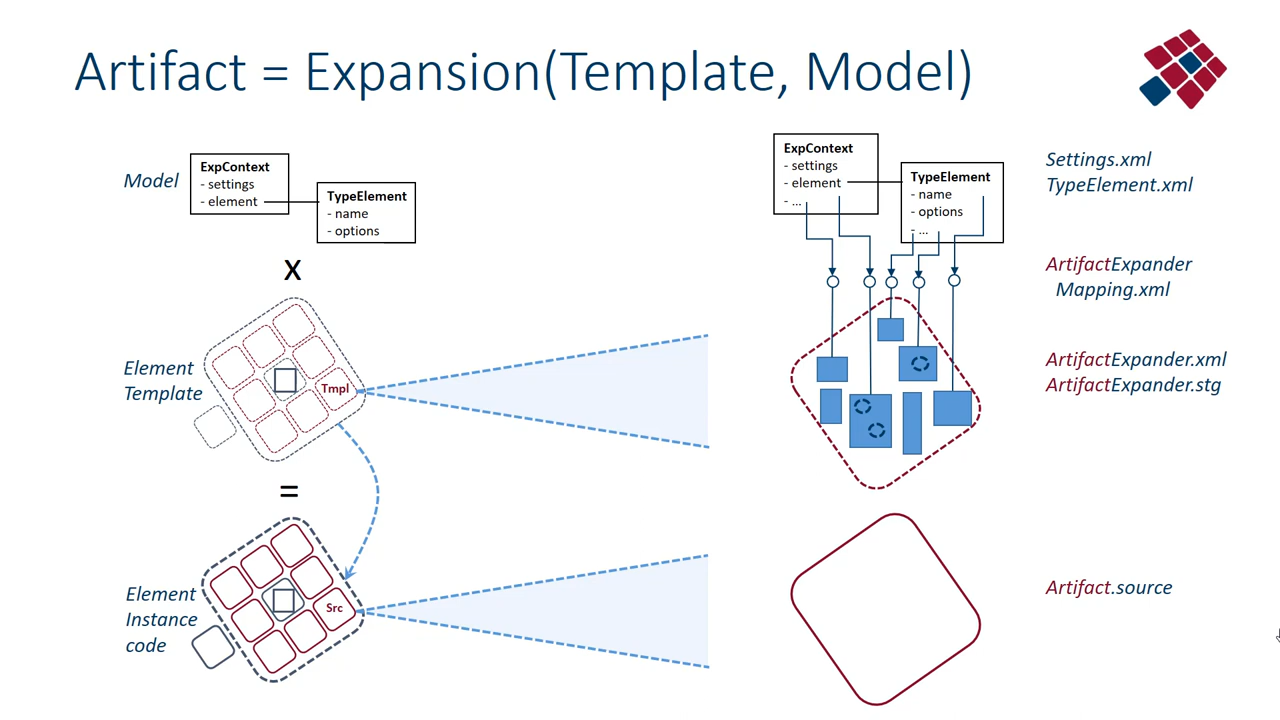 Artifact = Expansion(Template, Model)
Model
ExpContext
- settings
- element
TypeElement
- name
- options
x
Element
Template
Tmpl
=
Element
Instance
code
Src
ExpContext
- settings
- element
- ...
TypeElement
- name
- options
- ...
Settings.xml
TypeElement.xml
ArtifactExpander
Mapping.xml
ArtifactExpander.xml
ArtifactExpander.stg
Artifact.source